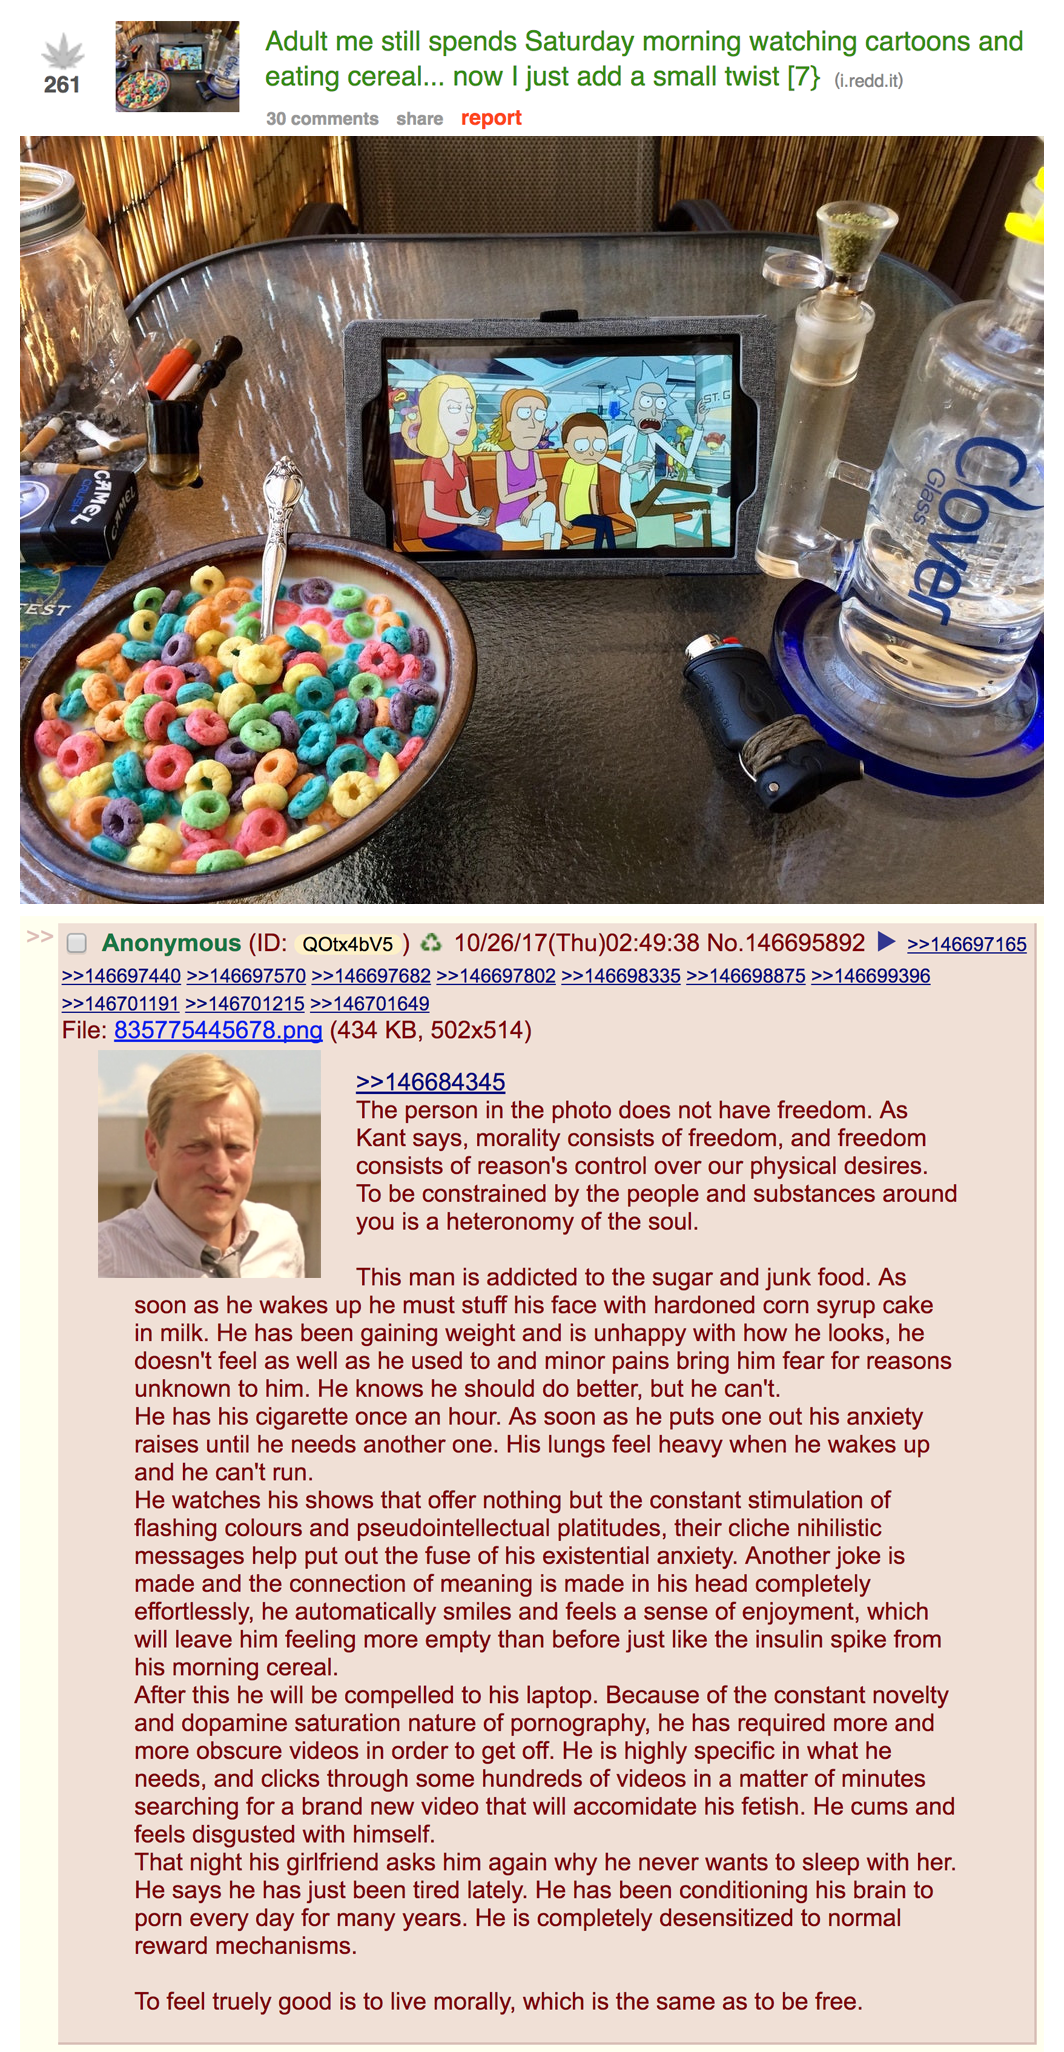 Adult me still spends Saturday morning watching cartoons and
eating cereal... now I just add a small twist [7} (i.redd.it)
261
30 comments share report
ST. G
CAMEL
CRUSH
CAMEL
TEST
Clover
Glass
>> Anonymous (ID: QOtx4bV5 ) 10/26/17(Thu)02:49:38 No.146695892 ▶ >>146697165
>>146697440 >>146697570 >>146697682 >>146697802 >>146698335 >>146698875 >>146699396
>>146701191 >>146701215 >>146701649
File: 835775445678.png (434 KB, 502x514)
>>146684345
The person in the photo does not have freedom. As
Kant says, morality consists of freedom, and freedom
consists of reason's control over our physical desires.
To be constrained by the people and substances around
you is a heteronomy of the soul.
This man is addicted to the sugar and junk food. As
soon as he wakes up he must stuff his face with hardoned corn syrup cake
in milk. He has been gaining weight and is unhappy with how he looks, he
doesn't feel as well as he used to and minor pains bring him fear for reasons
unknown to him. He knows he should do better, but he can't.
He has his cigarette once an hour. As soon as he puts one out his anxiety
raises until he needs another one. His lungs feel heavy when he wakes up
and he can't run.
He watches his shows that offer nothing but the constant stimulation of
flashing colours and pseudointellectual platitudes, their cliche nihilistic
messages help put out the fuse of his existential anxiety. Another joke is
made and the connection of meaning is made in his head completely
effortlessly, he automatically smiles and feels a sense of enjoyment, which
will leave him feeling more empty than before just like the insulin spike from
his morning cereal.
After this he will be compelled to his laptop. Because of the constant novelty
and dopamine saturation nature of pornography, he has required more and
more obscure videos in order to get off. He is highly specific in what he
needs, and clicks through some hundreds of videos in a matter of minutes
searching for a brand new video that will accomidate his fetish. He cums and
feels disgusted with himself.
That night his girlfriend asks him again why he never wants to sleep with her.
He says he has just been tired lately. He has been conditioning his brain to
porn every day for many years. He is completely desensitized to normal
reward mechanisms.
To feel truely good is to live morally, which is the same as to be free.